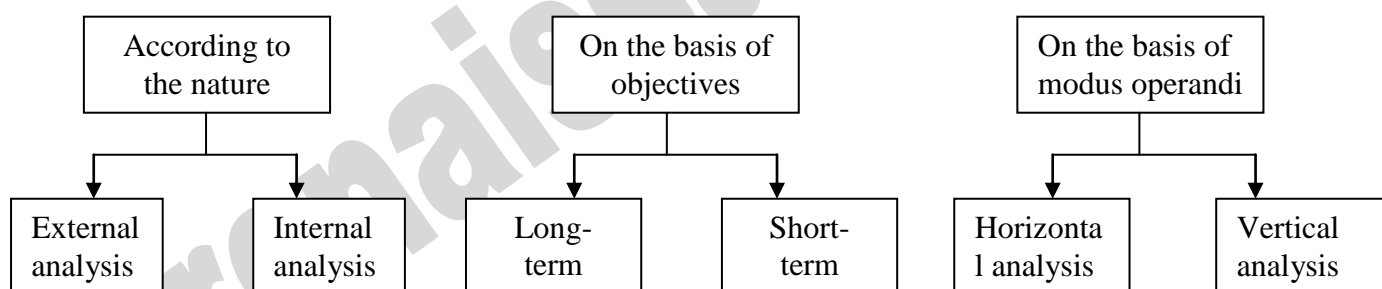 According to
the nature
On the basis of
objectives
On the basis of
modus operandi
External
analysis
Internal
analysis
Long-
term
Short-
term
Horizonta
l analysis
Vertical
analysis